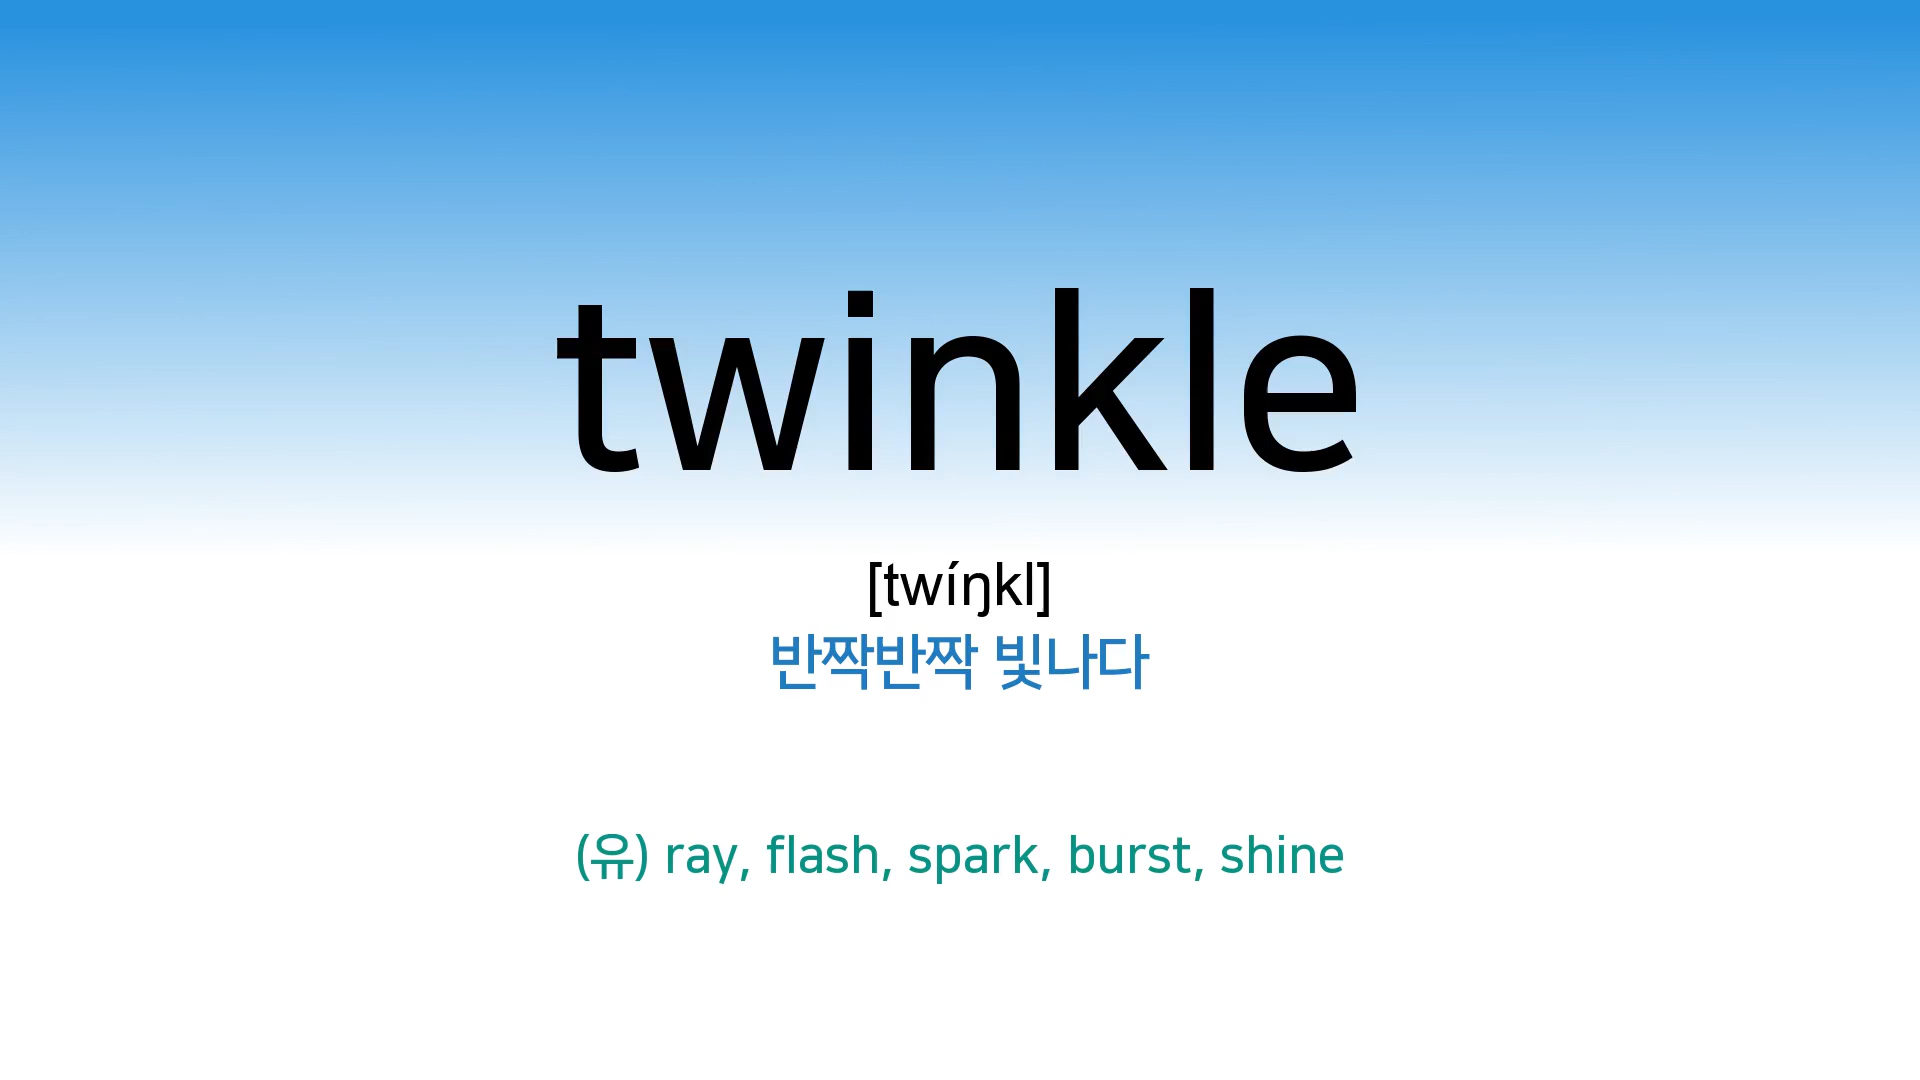 twinkle
[twíŋkl]
반짝반짝 빛나다
(유) ray, flash, spark, burst, shine